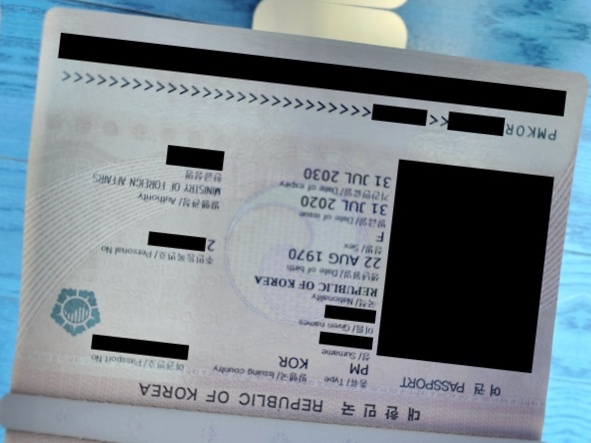 대한민국 REPUBLIC OF KOREA
여권 PASSPORT
종류/Type
PM
발행국/Issuing country
KOR
여권번호/Passport No
성/Surname
이름/Given names
국적/Nationality
REPUBLIC OF KOREA
생년월일/Date of birth
22 AUG 1970
주민등록번호/Personal No
2
성별/Sex
F
발급일/Date of issue
31 JUL 2020
발행관청/Authority
MINISTRY OF FOREIGN AFFAIRS
기간만료일/Date of expiry
31 JUL 2030
한글성명
PMKOR